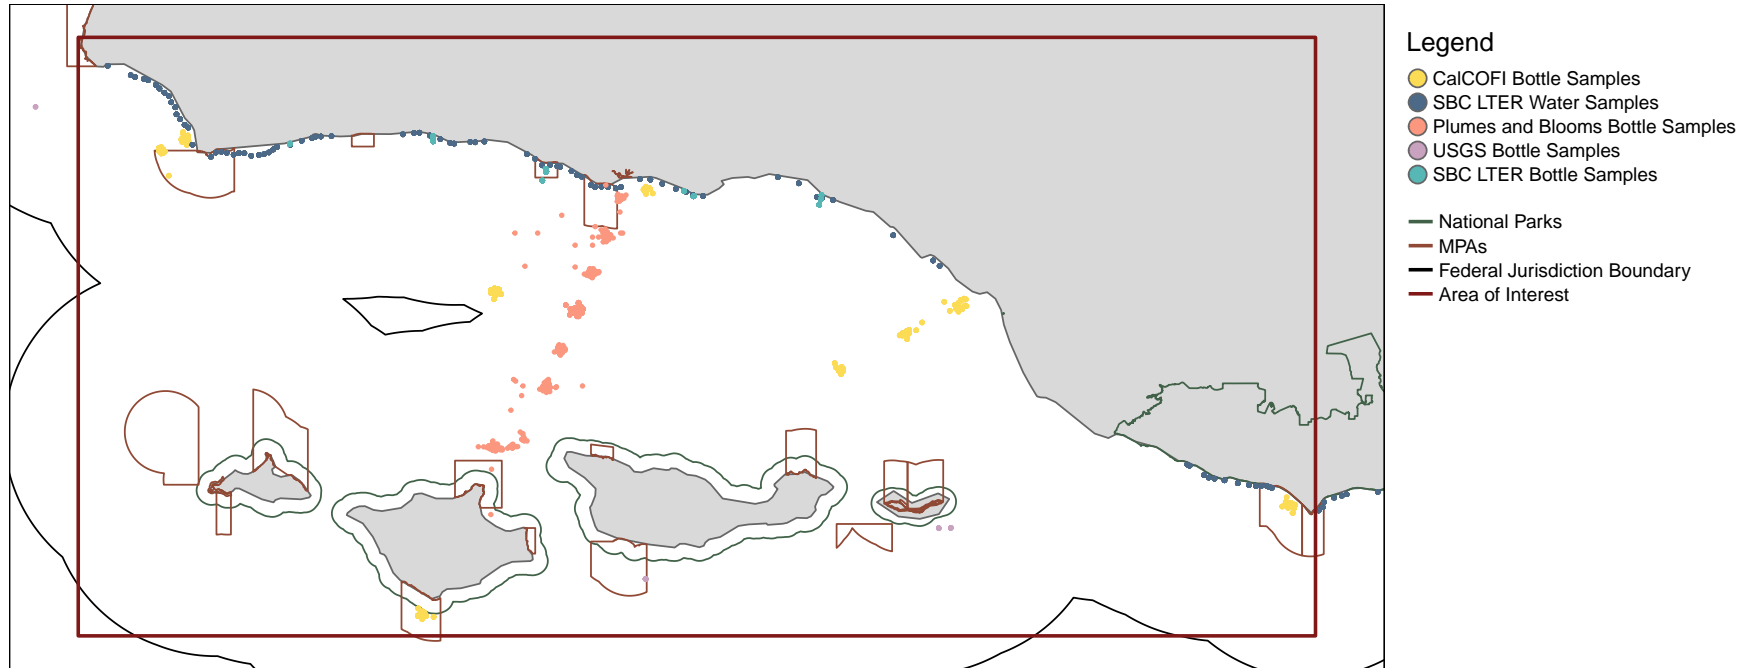 Legend
CalCOFI Bottle Samples
SBC LTER Water Samples
Plumes and Blooms Bottle Samples
USGS Bottle Samples
SBC LTER Bottle Samples
National Parks
MPAs
Federal Jurisdiction Boundary
Area of Interest